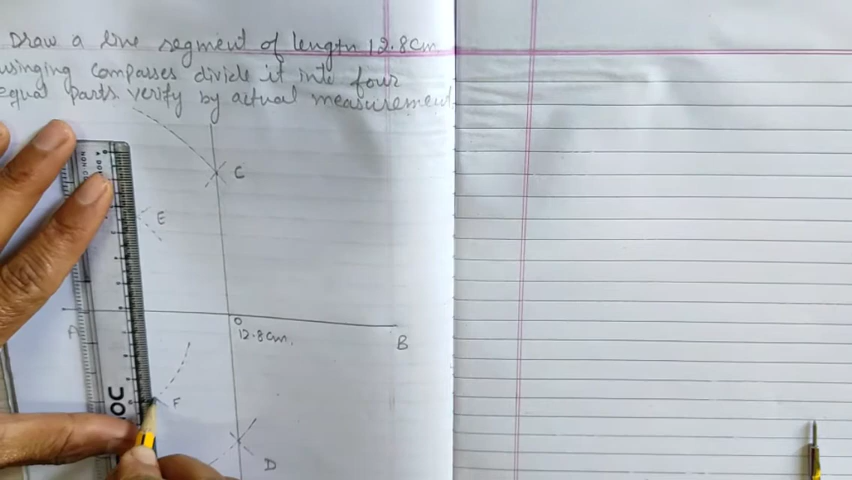 Draw a line segment of length 12.8cm
usinging compasses divide it into four
equal parts verify by actual measurement
C
E
O
12.8cm.
A
B
F
D